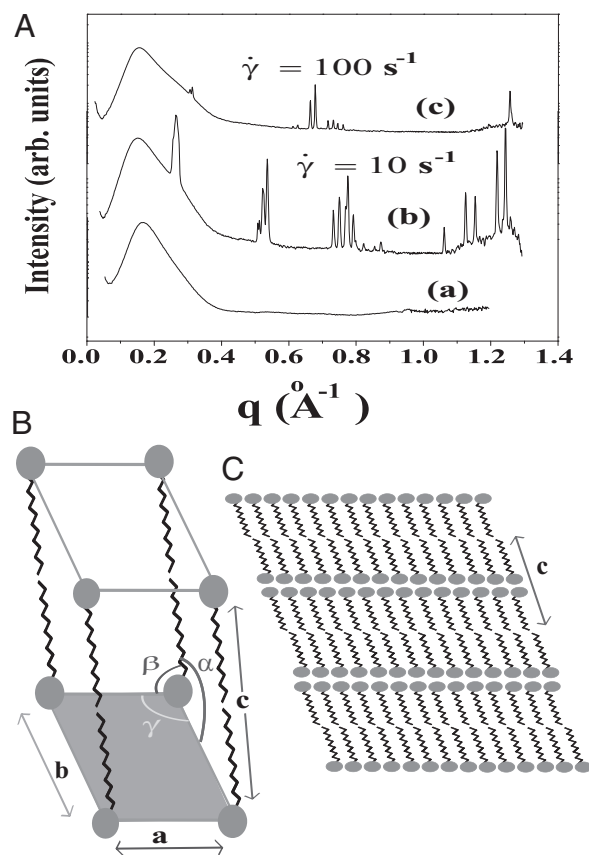 A
Intensity (arb. units)
γ̇ = 100 s⁻¹
(c)
γ̇ = 10 s⁻¹
(b)
(a)
0.0 0.2 0.4 0.6 0.8 1.0 1.2 1.4
q (Å⁻¹)
B
C
c
β
α
γ
c
b
a